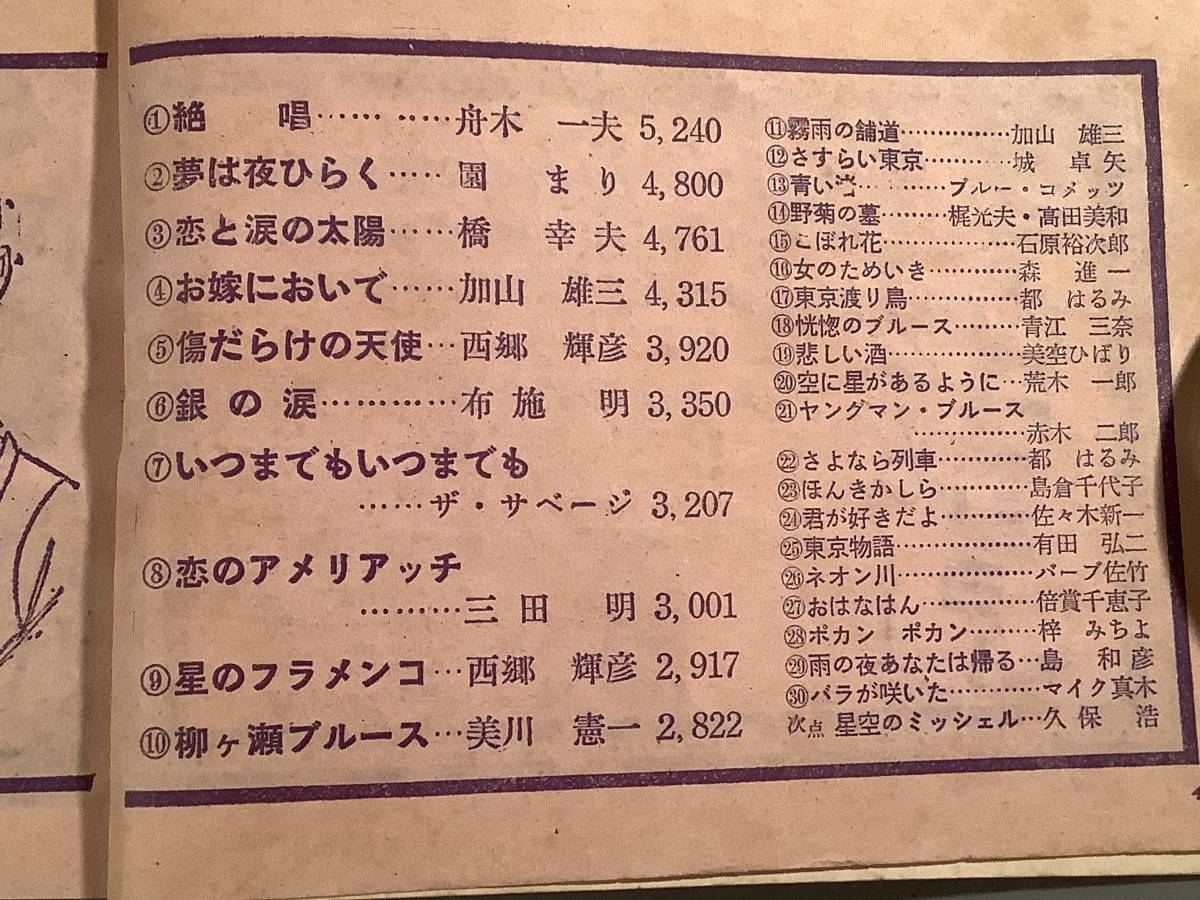 ①絶　唱…… ……舟木　一夫 5,240
②夢は夜ひらく…… 園　まり 4,800
③恋と涙の太陽……橋　幸夫 4,761
④お嫁においで……加山　雄三 4,315
⑤傷だらけの天使…西郷　輝彦 3,920
⑥銀の涙…………布施　明 3,350
⑦いつまでもいつまでも
……ザ・サベージ 3,207
⑧恋のアメリアッチ
………三田　明 3,001
⑨星のフラメンコ…西郷　輝彦 2,917
⑩柳ヶ瀬ブルース…美川　憲一 2,822
⑪霧雨の舗道…………加山　雄三
⑫さすらい東京………城　卓矢
⑬青い………ブルー・コメッツ
⑭野菊の墓………梶光夫・高田美和
⑮こぼれ花……………石原裕次郎
⑯女のためいき…………森　進一
⑰東京渡り鳥…………都　はるみ
⑱恍惚のブルース………青江　三奈
⑲悲しい酒……………美空ひばり
⑳空に星があるように…荒木　一郎
㉑ヤングマン・ブルース
…………赤木　二郎
㉒さよなら列車…………都　はるみ
㉓ほんきかしら…………島倉千代子
㉔君が好きだよ…………佐々木新一
㉕東京物語……………有田　弘二
㉖ネオン川……………バーブ佐竹
㉗おはなはん…………倍賞千恵子
㉘ポカン　ポカン………梓　みちよ
㉙雨の夜あなたは帰る…島　和彦
㉚バラが咲いた…………マイク真木
次点 星空のミッシェル…久保　浩